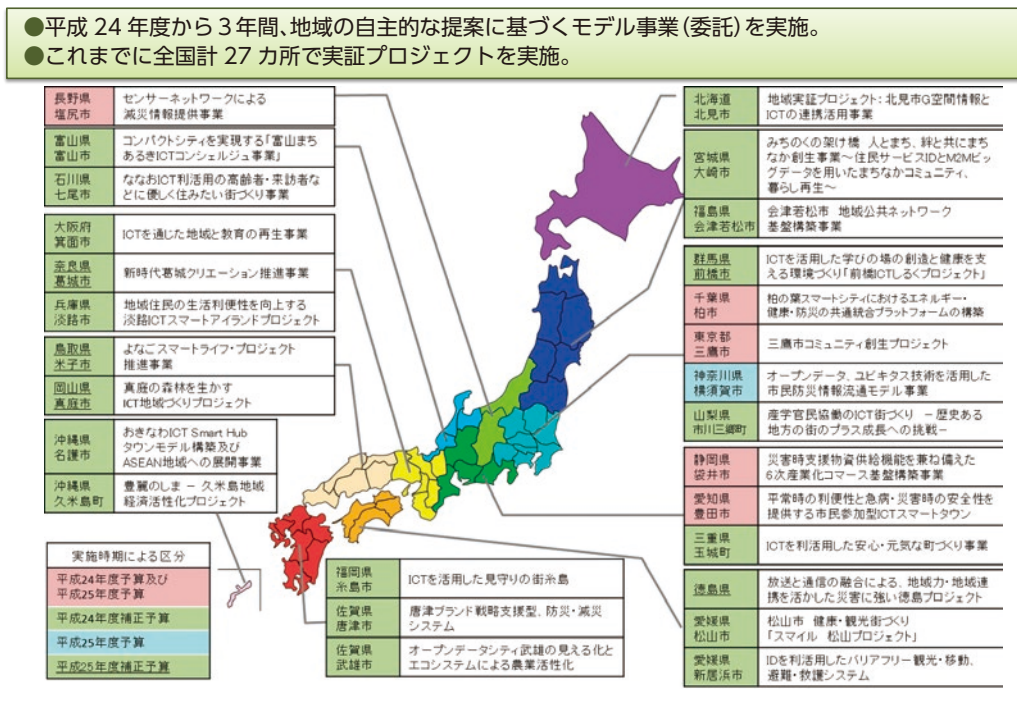 ●平成 24 年度から３年間、地域の自主的な提案に基づくモデル事業（委託）を実施。
●これまでに全国計 27 カ所で実証プロジェクトを実施。
長野県
塩尻市
センサーネットワークによる
減災情報提供事業
富山県
富山市
コンパクトシティを実現する「富山まち
あるきICTコンシェルジュ事業」
石川県
七尾市
ななおICT利活用の高齢者・来訪者な
どに優しく住みたい街づくり事業
大阪府
箕面市
ICTを通じた地域と教育の再生事業
奈良県
葛城市
新時代葛城クリエーション推進事業
兵庫県
淡路市
地域住民の生活利便性を向上する
淡路ICTスマートアイランドプロジェクト
鳥取県
米子市
よなごスマートライフ・プロジェクト
推進事業
岡山県
真庭市
真庭の森林を生かす
ICT地域づくりプロジェクト
沖縄県
名護市
おきなわICT Smart Hub
タウンモデル構築及び
ASEAN地域への展開事業
沖縄県
久米島町
豊麗のしま － 久米島地域
経済活性化プロジェクト
実施時期による区分
平成24年度予算及び
平成25年度予算
平成24年度補正予算
平成25年度予算
平成25年度補正予算
福岡県
糸島市
ICTを活用した見守りの街糸島
佐賀県
唐津市
唐津ブランド戦略支援型、防災・減災
システム
佐賀県
武雄市
オープンデータシティ武雄の見える化と
エコシステムによる農業活性化
北海道
北見市
地域実証プロジェクト：北見市G空間情報と
ICTの連携活用事業
宮城県
大崎市
みちのくの架け橋 人とまち、絆と共にまち
なか創生事業～住民サービスIDとM2Mビッ
グデータを用いたまちなかコミュニティ、
暮らし再生～
福島県
会津若松市
会津若松市 地域公共ネットワーク
基盤構築事業
群馬県
前橋市
ICTを活用した学びの場の創造と健康を支
える環境づくり「前橋ICTしるくプロジェクト」
千葉県
柏市
柏の葉スマートシティにおけるエネルギー・
健康・防災の共通統合プラットフォームの構築
東京都
三鷹市
三鷹市コミュニティ創生プロジェクト
神奈川県
横須賀市
オープンデータ、ユビキタス技術を活用した
市民防災情報流通モデル事業
山梨県
市川三郷町
産学官民協働のICT街づくり －歴史ある
地方の街のプラス成長への挑戦－
静岡県
袋井市
災害時支援物資供給機能を兼ね備えた
6次産業化コマース基盤構築事業
愛知県
豊田市
平常時の利便性と急病・災害時の安全性を
提供する市民参加型ICTスマートタウン
三重県
玉城町
ICTを利活用した安心・元気な町づくり事業
徳島県
放送と通信の融合による、地域力・地域連
携を活かした災害に強い徳島プロジェクト
愛媛県
松山市
松山市 健康・観光街づくり
「スマイル 松山プロジェクト」
愛媛県
新居浜市
IDを利活用したバリアフリー観光・移動、
避難・救護システム